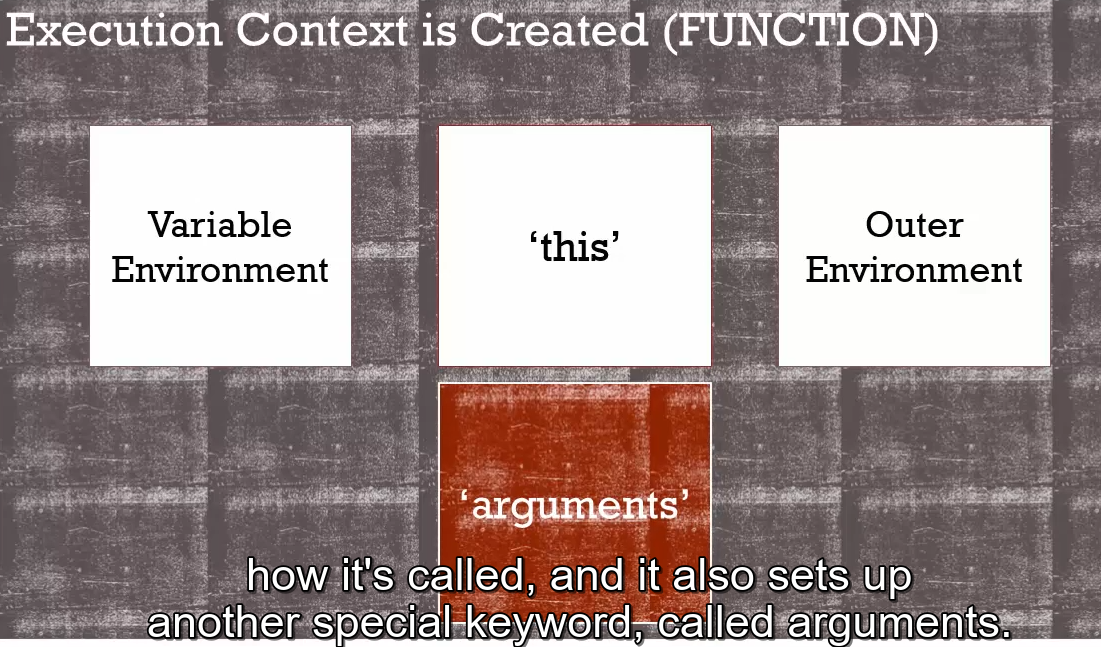 Execution Context is Created (FUNCTION)
Variable
Environment
‘this’
Outer
Environment
‘arguments’
how it's called, and it also sets up
another special keyword, called arguments.